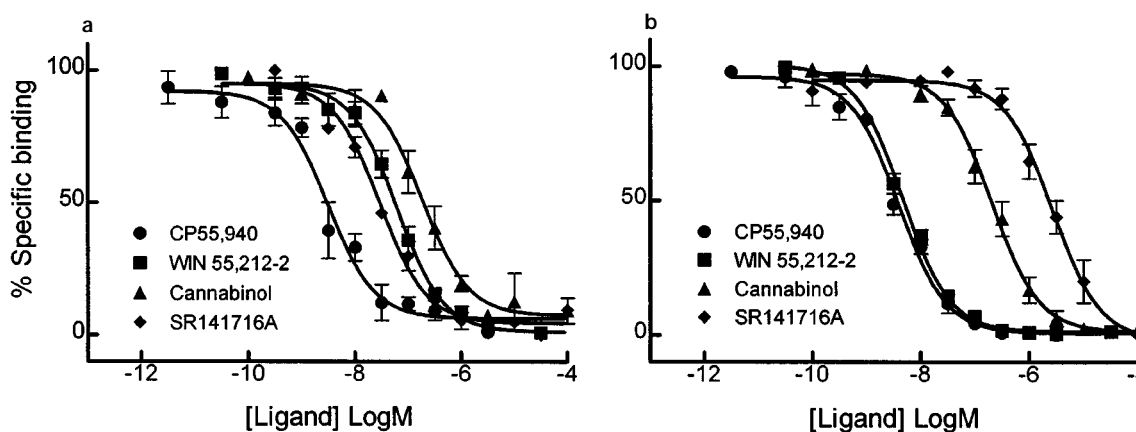 a
% Specific binding
100
50
0
CP55,940
WIN 55,212-2
Cannabinol
SR141716A
-12 -10 -8 -6 -4
[Ligand] LogM
b
100
50
0
CP55,940
WIN 55,212-2
Cannabinol
SR141716A
-12 -10 -8 -6
[Ligand] LogM